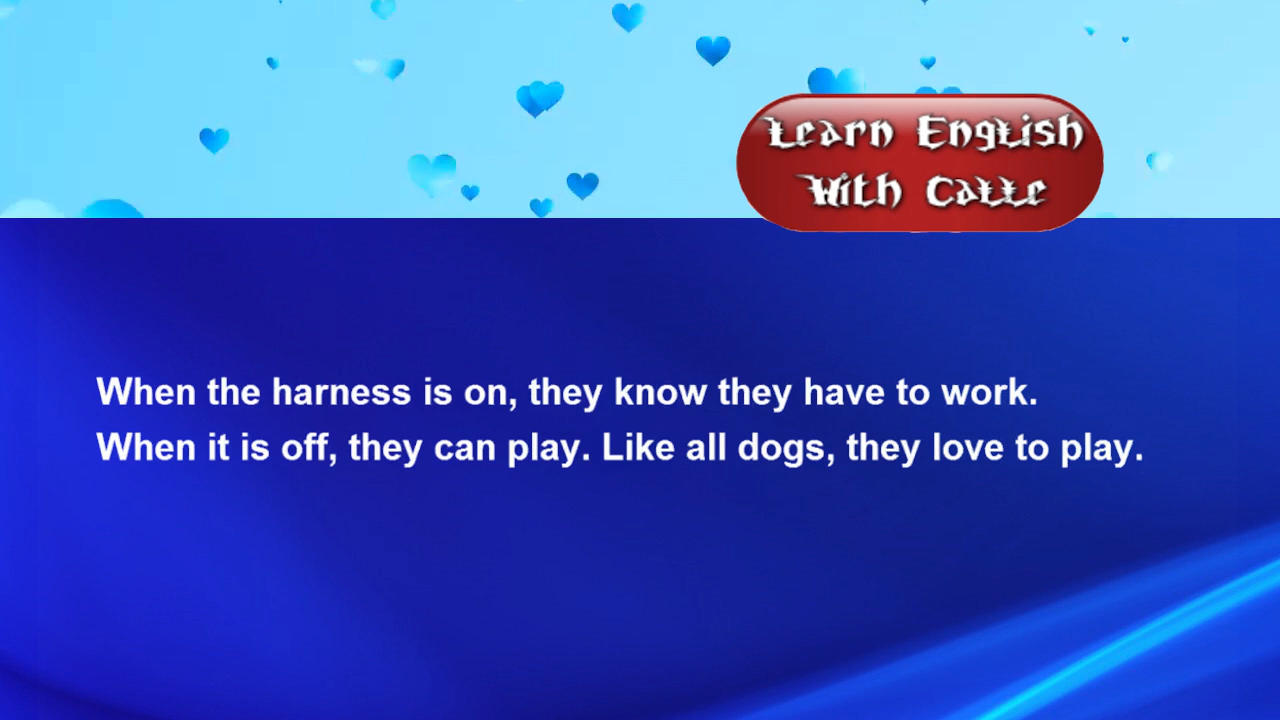 Learn English
With Catte
When the harness is on, they know they have to work.
When it is off, they can play. Like all dogs, they love to play.